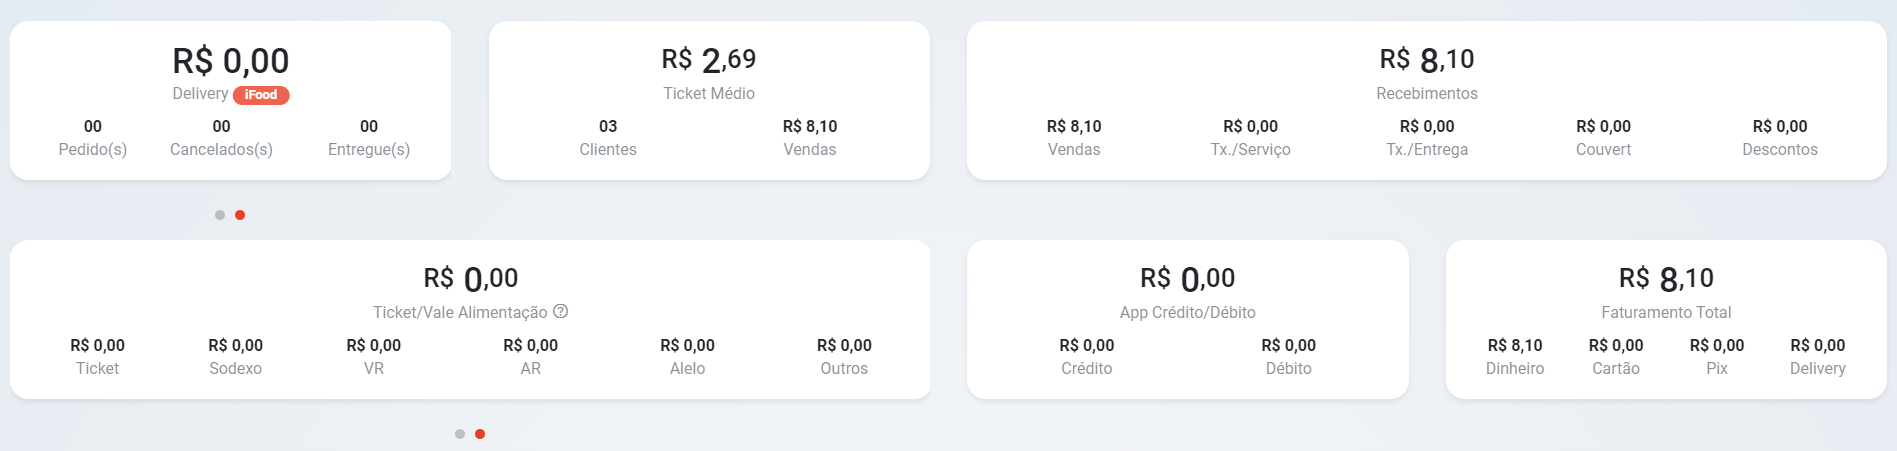 R$ 0,00
Delivery iFood
00 00 00
Pedido(s) Cancelados(s) Entregue(s)
R$ 2,69
Ticket Médio
03 R$ 8,10
Clientes Vendas
R$ 8,10
Recebimentos
R$ 8,10 R$ 0,00 R$ 0,00 R$ 0,00 R$ 0,00
Vendas Tx./Serviço Tx./Entrega Couvert Descontos
R$ 0,00
Ticket/Vale Alimentação ?
R$ 0,00 R$ 0,00 R$ 0,00 R$ 0,00 R$ 0,00 R$ 0,00
Ticket Sodexo VR AR Alelo Outros
R$ 0,00
App Crédito/Débito
R$ 0,00 R$ 0,00
Crédito Débito
R$ 8,10
Faturamento Total
R$ 8,10 R$ 0,00 R$ 0,00 R$ 0,00
Dinheiro Cartão Pix Delivery